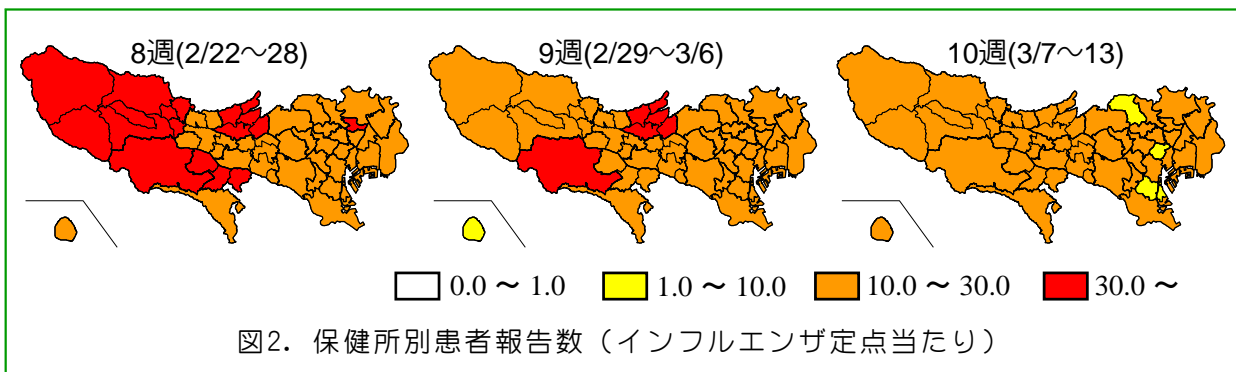 8週(2/22～28)
9週(2/29～3/6)
10週(3/7～13)
0.0 ～ 1.0
1.0 ～ 10.0
10.0 ～ 30.0
30.0 ～
図2．保健所別患者報告数（インフルエンザ定点当たり）